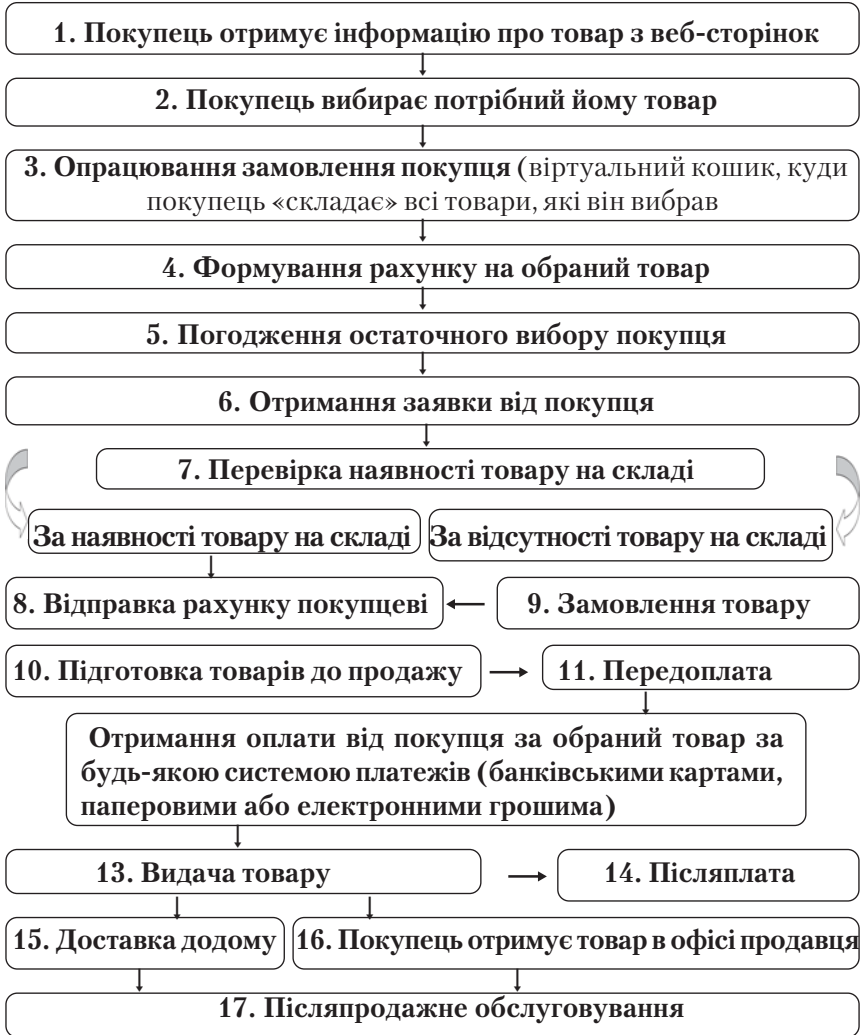 1. Покупець отримує інформацію про товар з веб-сторінок
2. Покупець вибирає потрібний йому товар
3. Опрацювання замовлення покупця (віртуальний кошик, куди
покупець «складає» всі товари, які він вибрав
4. Формування рахунку на обраний товар
5. Погодження остаточного вибору покупця
6. Отримання заявки від покупця
7. Перевірка наявності товару на складі
За наявності товару на складі
За відсутності товару на складі
8. Відправка рахунку покупцеві
9. Замовлення товару
10. Підготовка товарів до продажу
11. Передоплата
Отримання оплати від покупця за обраний товар за
будь-якою системою платежів (банківськими картами,
паперовими або електронними грошима)
13. Видача товару
14. Післяплата
15. Доставка додому
16. Покупець отримує товар в офісі продавця
17. Післяпродажне обслуговування